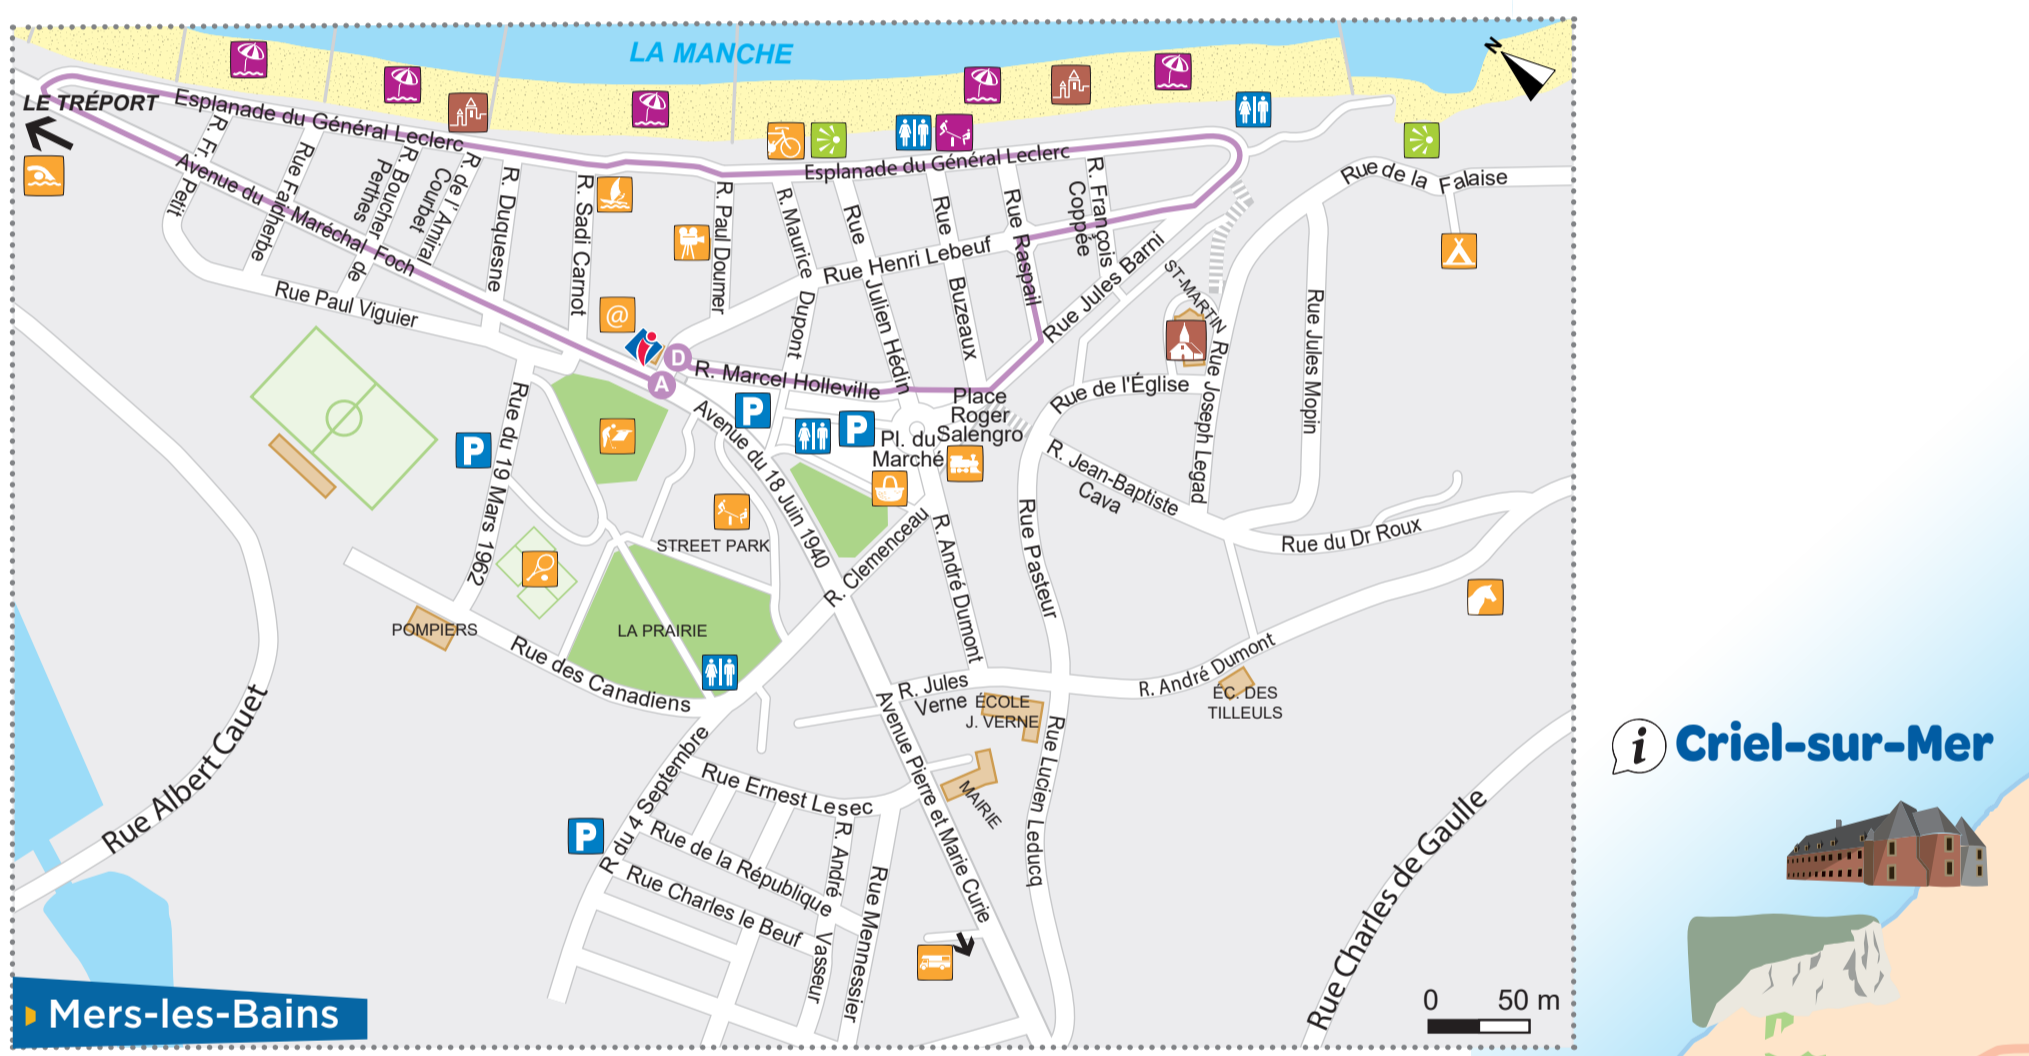 LA MANCHE
N
LE TRÉPORT
Esplanade du Général Leclerc
Esplanade du Général Leclerc
Avenue du Maréchal Foch
R. Fr. Petit
Rue Faidherbe
R. Boucher de
Perthes
R. de l'Amiral
Courbet
R. Duquesne
R. Sadi Carnot
R. Paul Doumer
R. Maurice Dupont
Rue Julien Hédin
Rue Buzeaux
Rue Raspail
R. François
Coppée
Rue Henri Lebeuf
Rue Jules Barni
Rue de la Falaise
Rue Paul Viguier
ST-MARTIN
Rue Jules Mopin
Rue Joseph Legad
Rue de l'Église
@
D
A
R. Marcel Holleville
Place
Roger
Salengro
Pl. du
Marché
P
P
P
P
Avenue du 18 Juin 1940
Rue du 19 Mars 1962
R. Jean-Baptiste
Cava
Rue du Dr Roux
Rue Pasteur
R. Clemenceau
R. André Dumont
STREET PARK
LA PRAIRIE
POMPIERS
Rue des Canadiens
R. Jules
Verne
ÉCOLE
J. VERNE
R. André Dumont
ÉC. DES
TILLEULS
MAIRIE
Avenue Pierre et Marie Curie
Rue Lucien Leducq
Rue Albert Cauet
R. du 4 Septembre
Rue Ernest Lesec
Rue de la République
Rue Charles le Beuf
R. André Vasseur
Rue Mennessier
Rue Charles de Gaulle
0 50 m
Mers-les-Bains
i Criel-sur-Mer